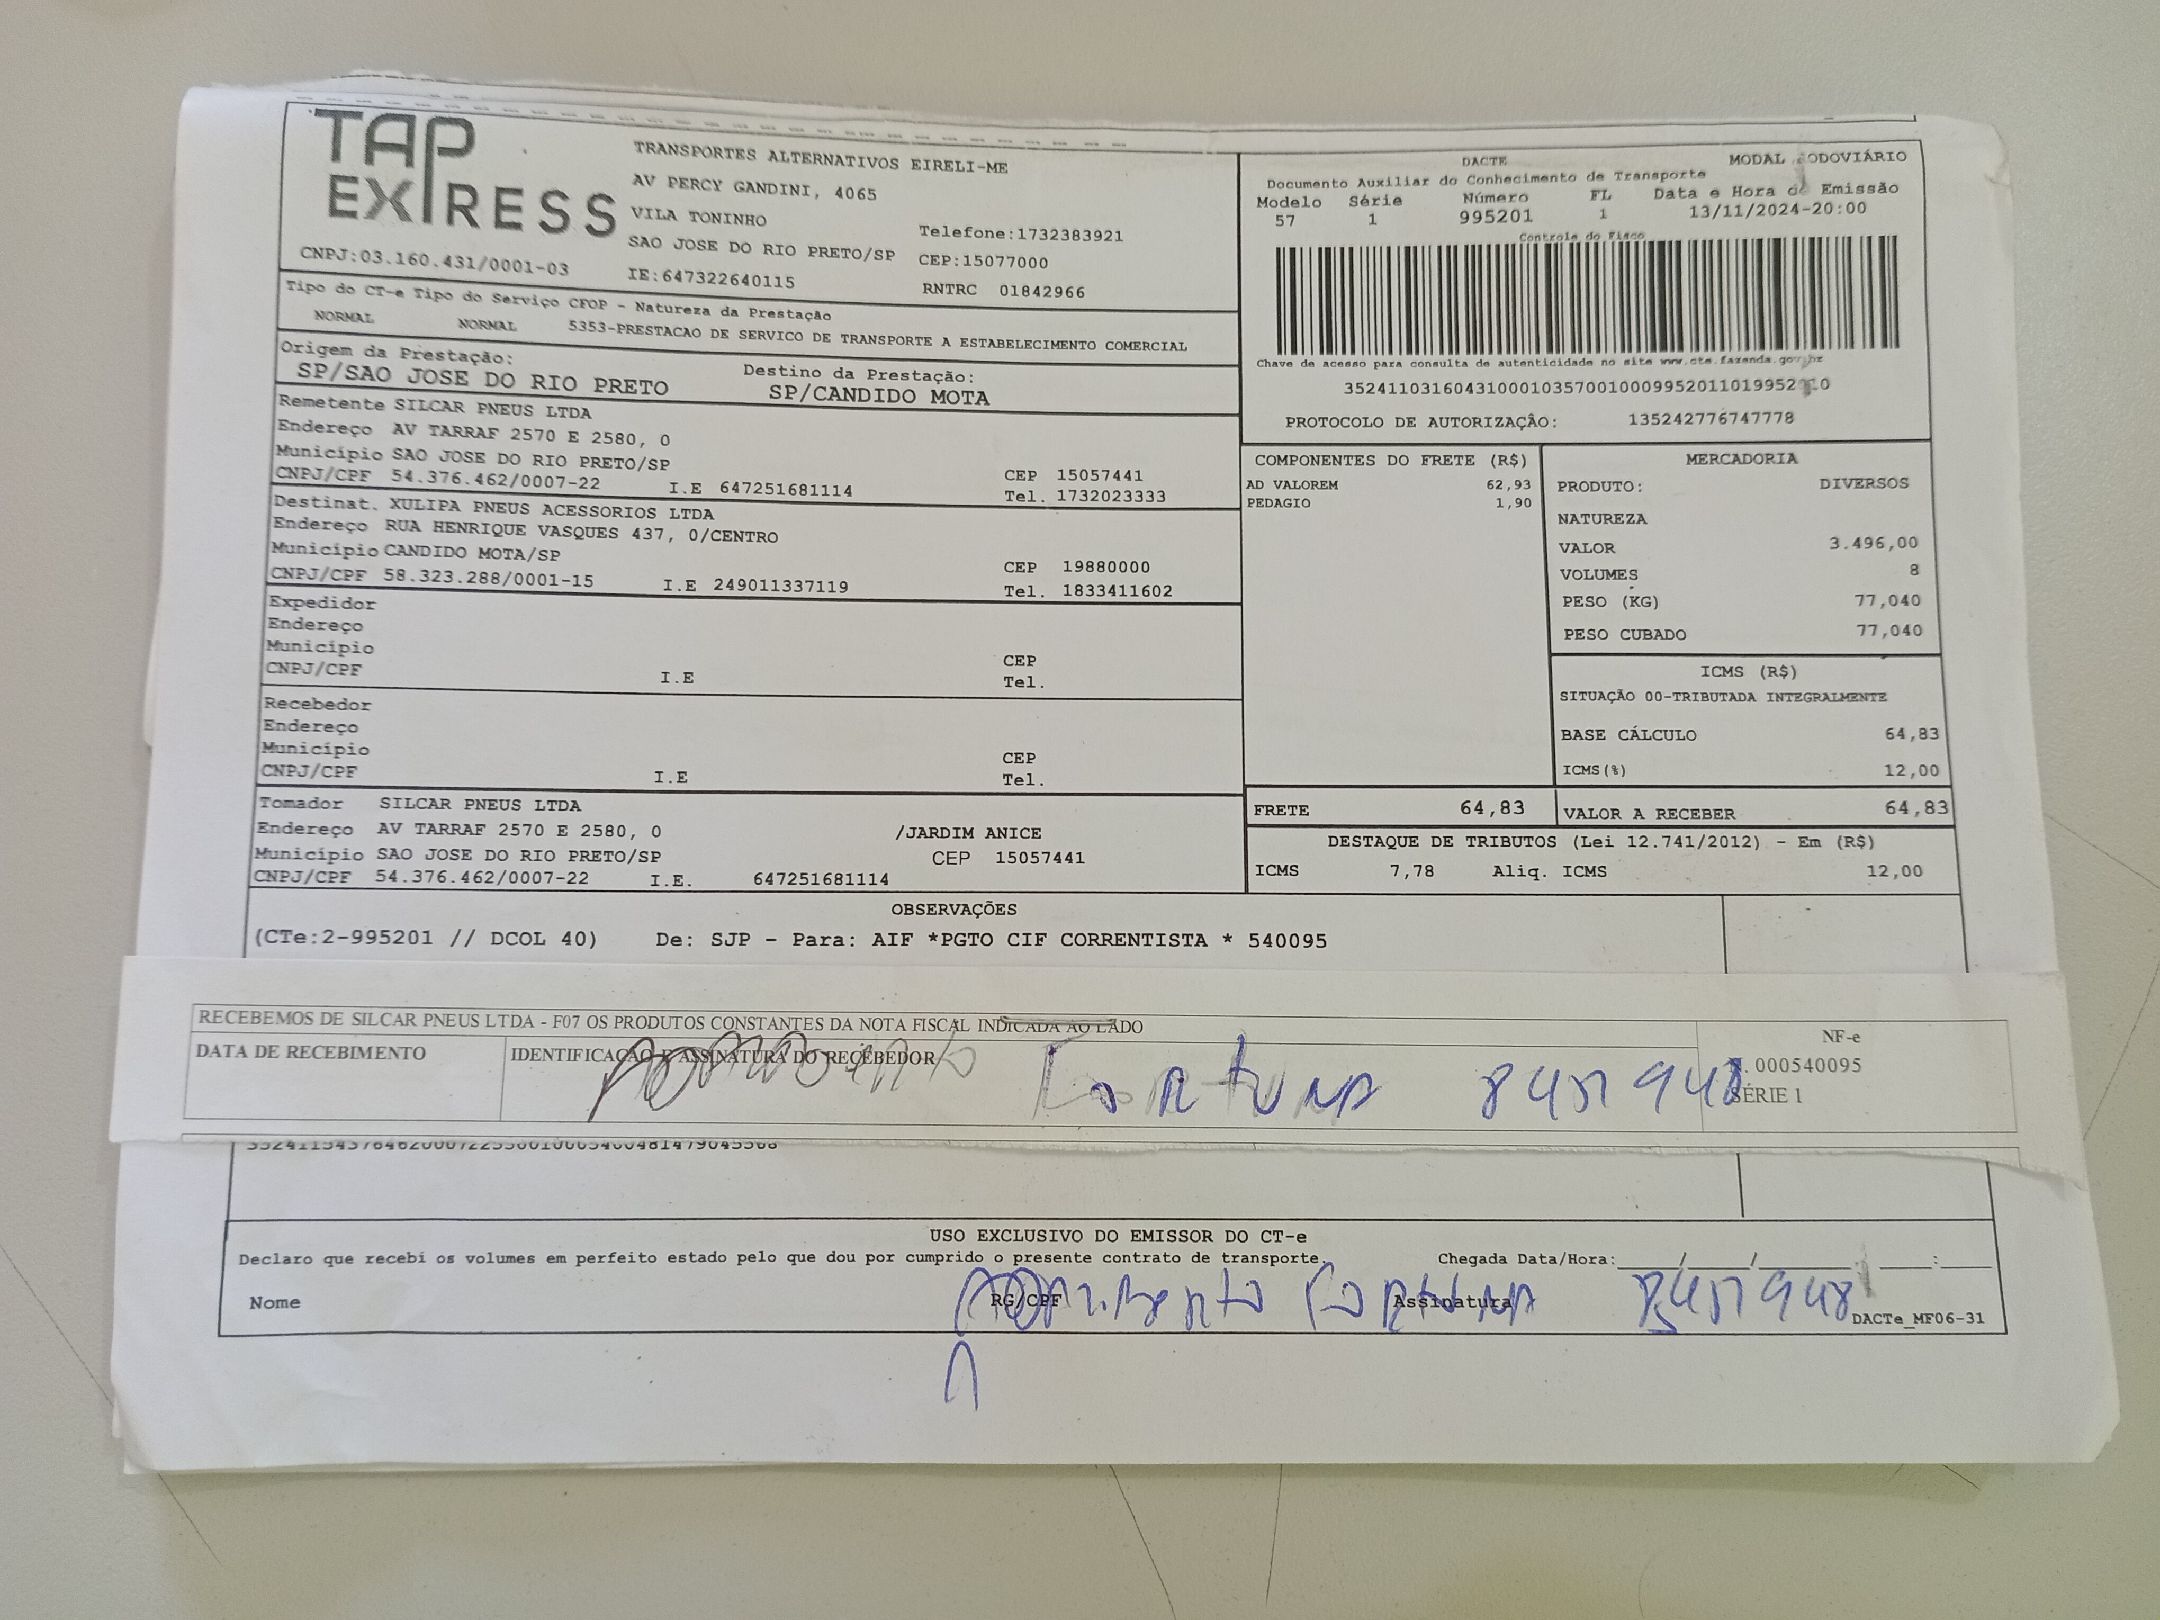 TAP EXPRESS
TRANSPORTES ALTERNATIVOS EIRELI-ME
AV PERCY GANDINI, 4065
VILA TONINHO
Telefone:1732383921
SAO JOSE DO RIO PRETO/SP CEP:15077000
CNPJ:03.160.431/0001-03
IE:647322640115
RNTRC 01842966
Tipo do CT-e Tipo do Serviço CFOP - Natureza da Prestação
NORMAL NORMAL 5353-PRESTACAO DE SERVICO DE TRANSPORTE A ESTABELECIMENTO COMERCIAL
Origem da Prestação:
SP/SAO JOSE DO RIO PRETO
Destino da Prestação:
SP/CANDIDO MOTA
Remetente SILCAR PNEUS LTDA
Endereço AV TARRAF 2570 E 2580, 0
Município SAO JOSE DO RIO PRETO/SP
CEP 15057441
CNPJ/CPF 54.376.462/0007-22 I.E 647251681114 Tel. 1732023333
Destinat. XULIPA PNEUS ACESSORIOS LTDA
Endereço RUA HENRIQUE VASQUES 437, 0/CENTRO
Município CANDIDO MOTA/SP
CEP 19880000
CNPJ/CPF 58.323.288/0001-15 I.E 249011337119 Tel. 1833411602
Expedidor
Endereço
Município
CEP
CNPJ/CPF I.E Tel.
Recebedor
Endereço
Município
CEP
CNPJ/CPF I.E Tel.
Tomador SILCAR PNEUS LTDA
Endereço AV TARRAF 2570 E 2580, 0 /JARDIM ANICE
Município SAO JOSE DO RIO PRETO/SP CEP 15057441
CNPJ/CPF 54.376.462/0007-22 I.E. 647251681114
DACTE
MODAL RODOVIÁRIO
Documento Auxiliar do Conhecimento de Transporte
Modelo Série Número FL Data e Hora de Emissão
57 1 995201 1 13/11/2024-20:00
Controle do Fisco
Chave de acesso para consulta de autenticidade no site www.cte.fazenda.gov.br
PROTOCOLO DE AUTORIZAÇÃO: 135242776747778
COMPONENTES DO FRETE (R$)
AD VALOREM 62,93
PEDAGIO 1,90
MERCADORIA
PRODUTO: DIVERSOS
NATUREZA
VALOR 3.496,00
VOLUMES 8
PESO (KG) 77,040
PESO CUBADO 77,040
ICMS (R$)
SITUAÇÃO 00-TRIBUTADA INTEGRALMENTE
BASE CÁLCULO 64,83
ICMS(%) 12,00
FRETE 64,83 VALOR A RECEBER 64,83
DESTAQUE DE TRIBUTOS (Lei 12.741/2012) - Em (R$)
ICMS 7,78 Aliq. ICMS 12,00
OBSERVAÇÕES
(CTe:2-995201 // DCOL 40) De: SJP - Para: AIF *PGTO CIF CORRENTISTA * 540095
RECEBEMOS DE SILCAR PNEUS LTDA - F07 OS PRODUTOS CONSTANTES DA NOTA FISCAL INDICADA AO LADO
DATA DE RECEBIMENTO
IDENTIFICAÇÃO E ASSINATURA DO RECEBEDOR
NF-e
000540095
SÉRIE 1
USO EXCLUSIVO DO EMISSOR DO CT-e
Declaro que recebi os volumes em perfeito estado pelo que dou por cumprido o presente contrato de transporte. Chegada Data/Hora:____/____/____ ___:___
Nome RG/CPF Assinatura
DACTe_MF06-31